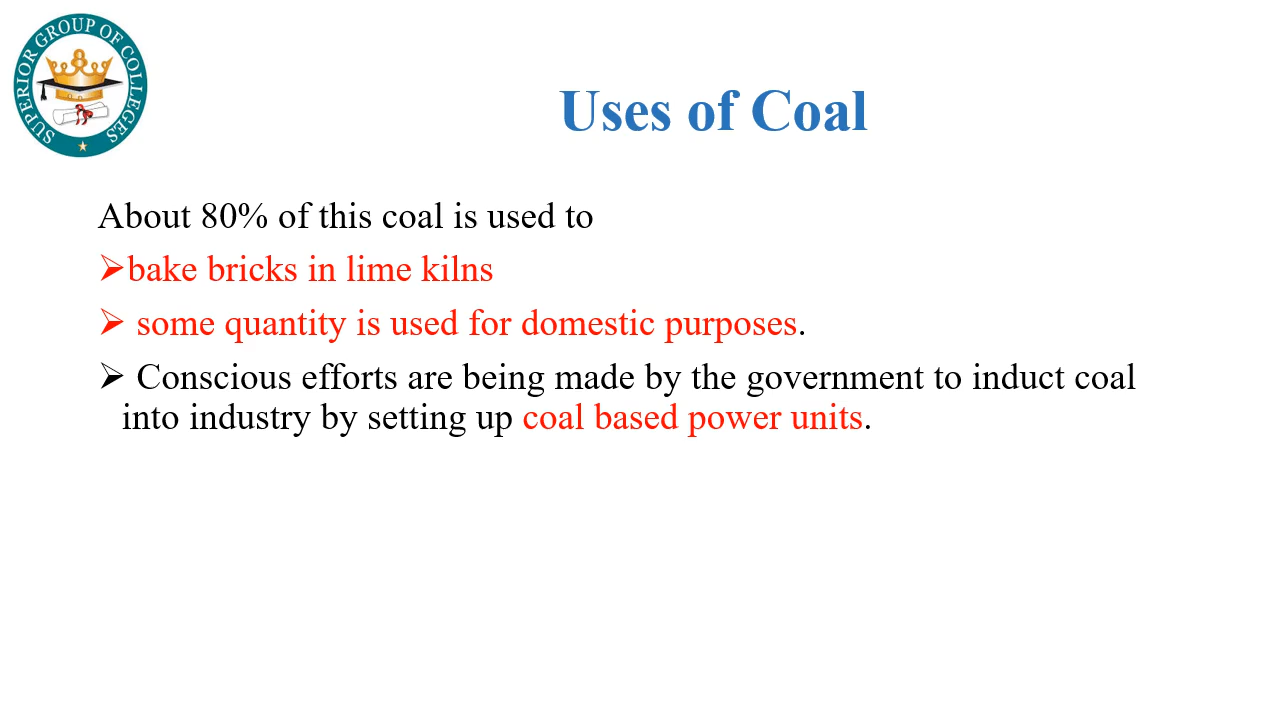 SUPERIOR GROUP OF COLLEGES
Uses of Coal
About 80% of this coal is used to
➢bake bricks in lime kilns
➢ some quantity is used for domestic purposes.
➢ Conscious efforts are being made by the government to induct coal
into industry by setting up coal based power units.